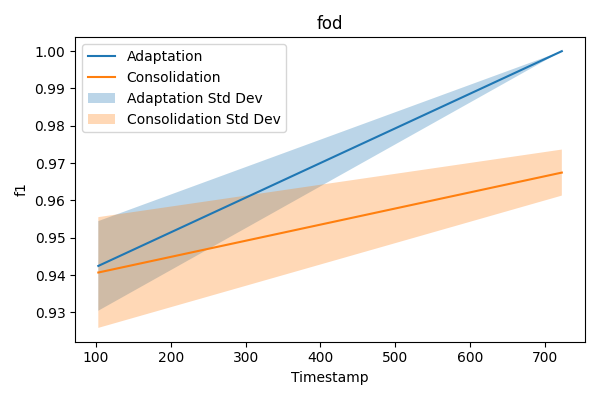 fod
Adaptation
Consolidation
Adaptation Std Dev
Consolidation Std Dev
1.00
0.99
0.98
0.97
0.96
0.95
0.94
0.93
f1
100 200 300 400 500 600 700
Timestamp